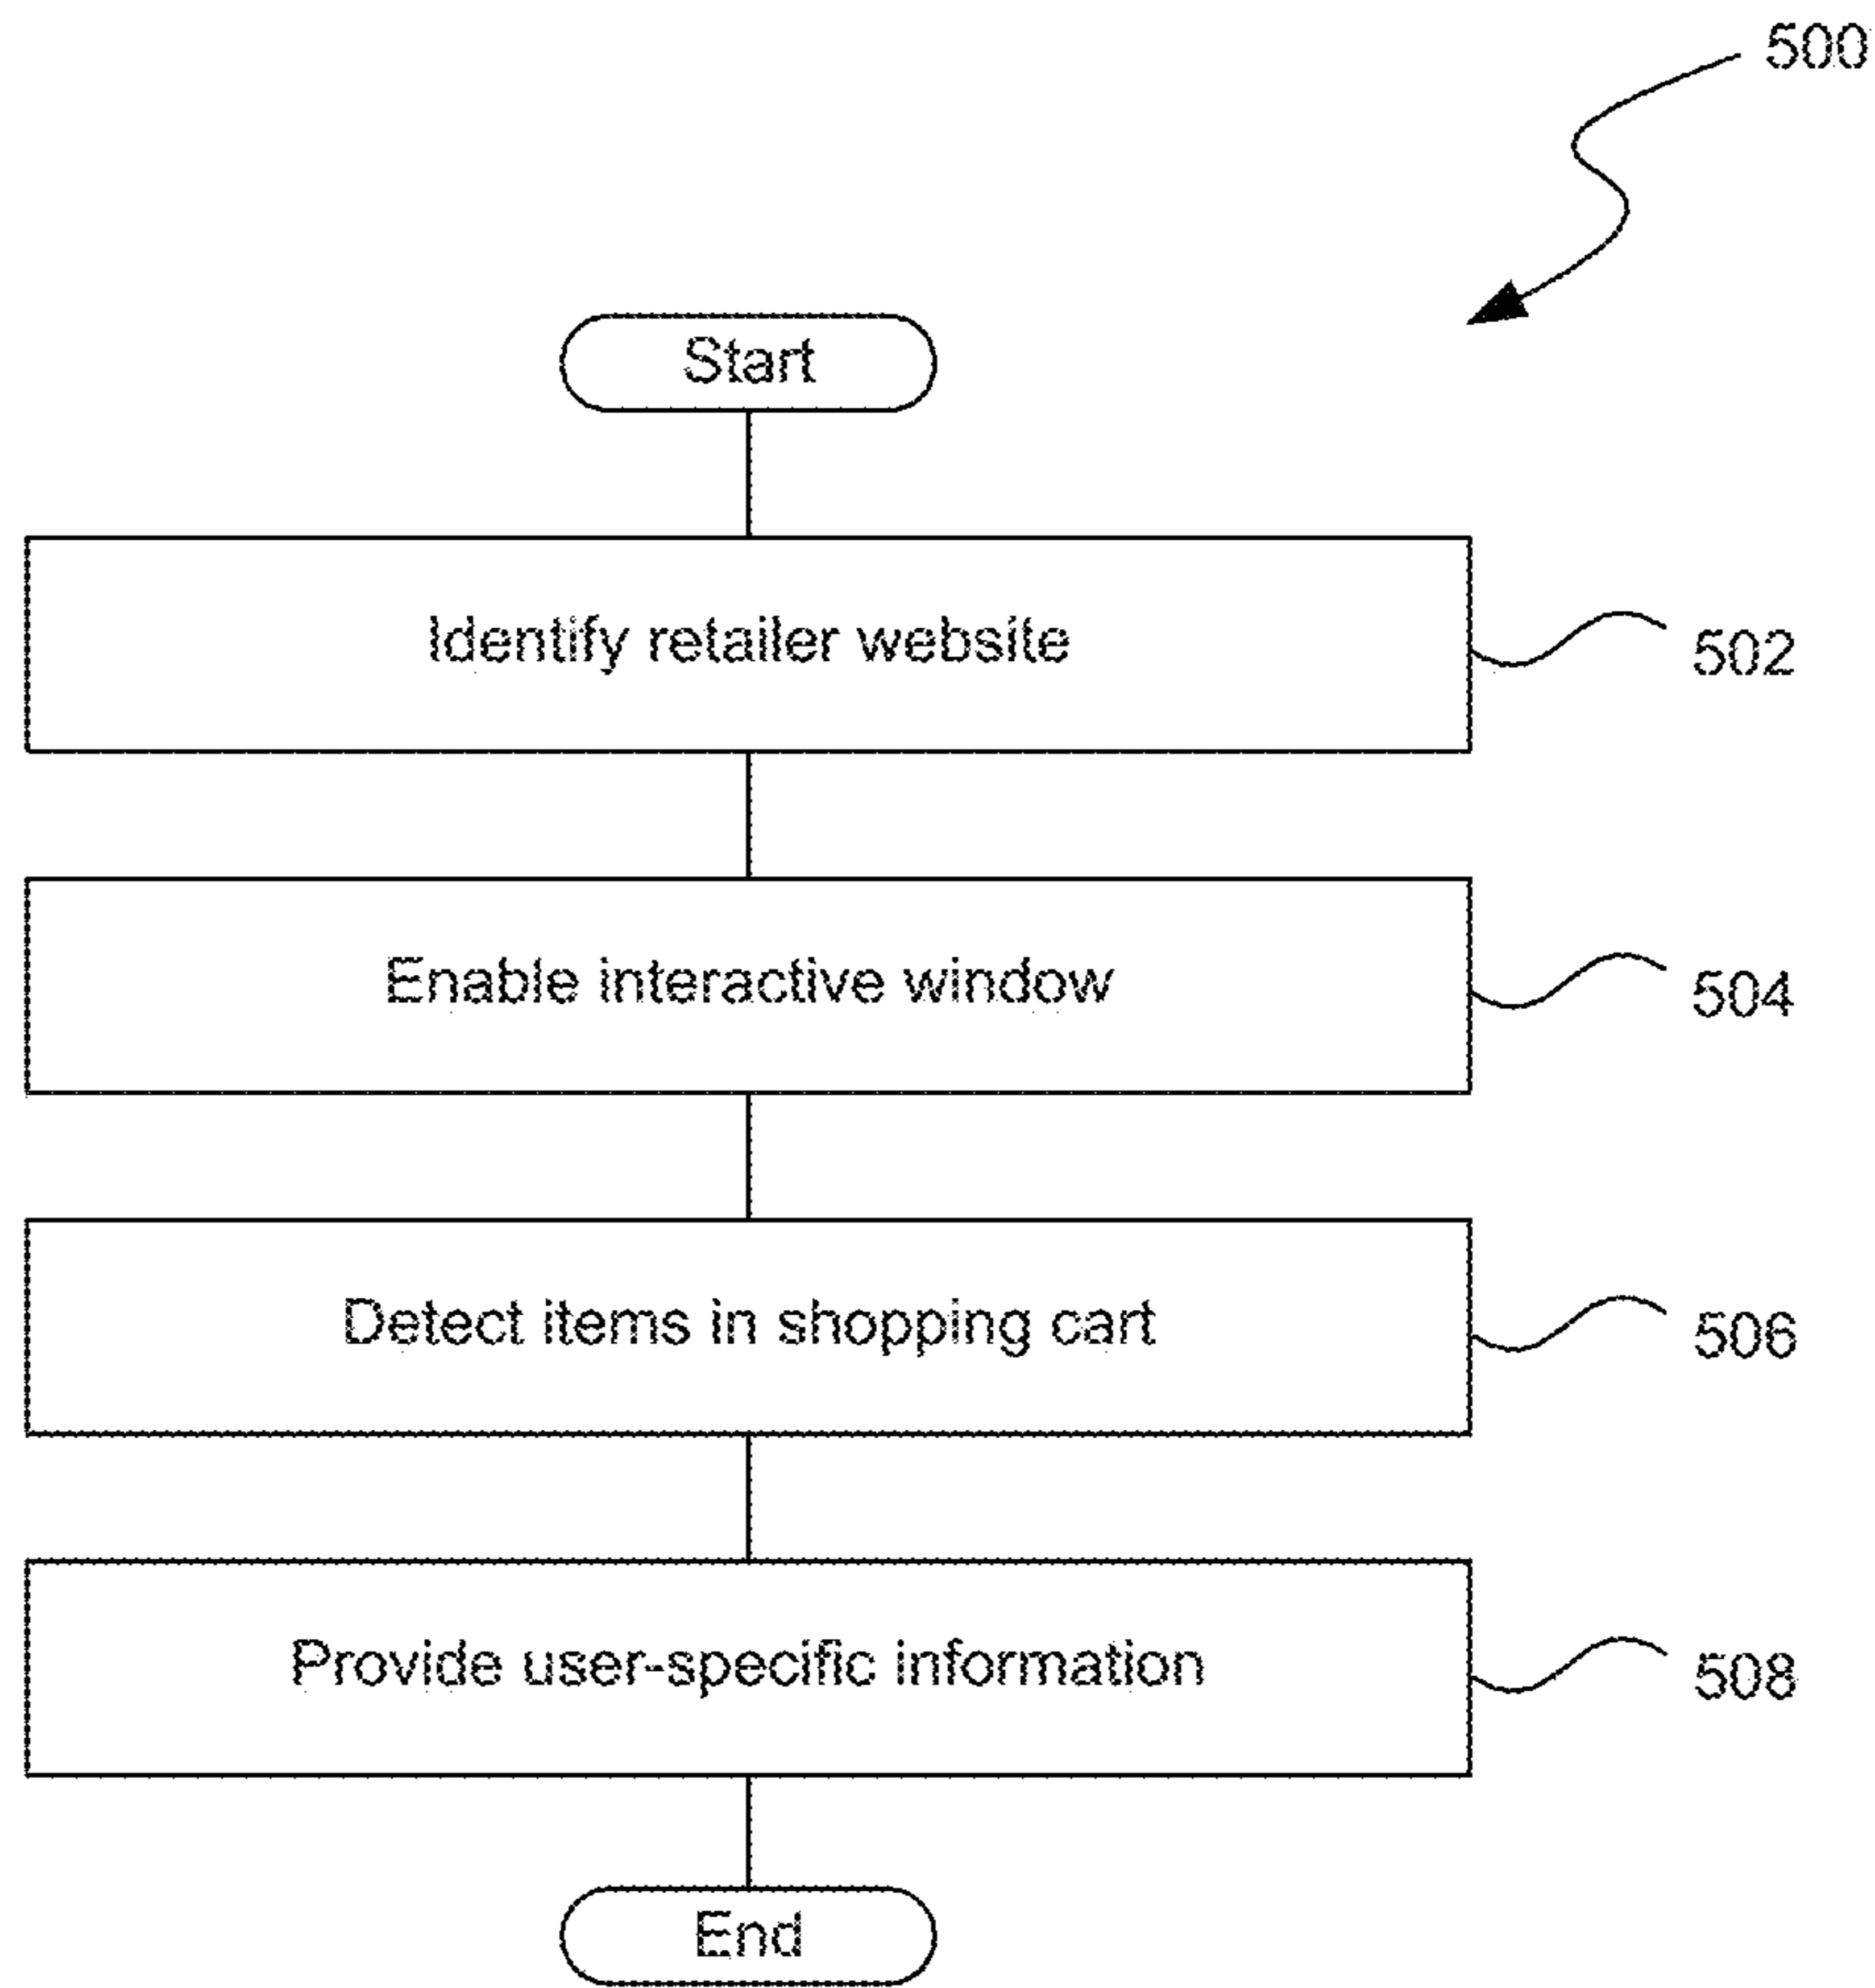 500
Start
Identify retailer website
502
Enable interactive window
504
Detect items in shopping cart
506
Provide user-specific information
508
End